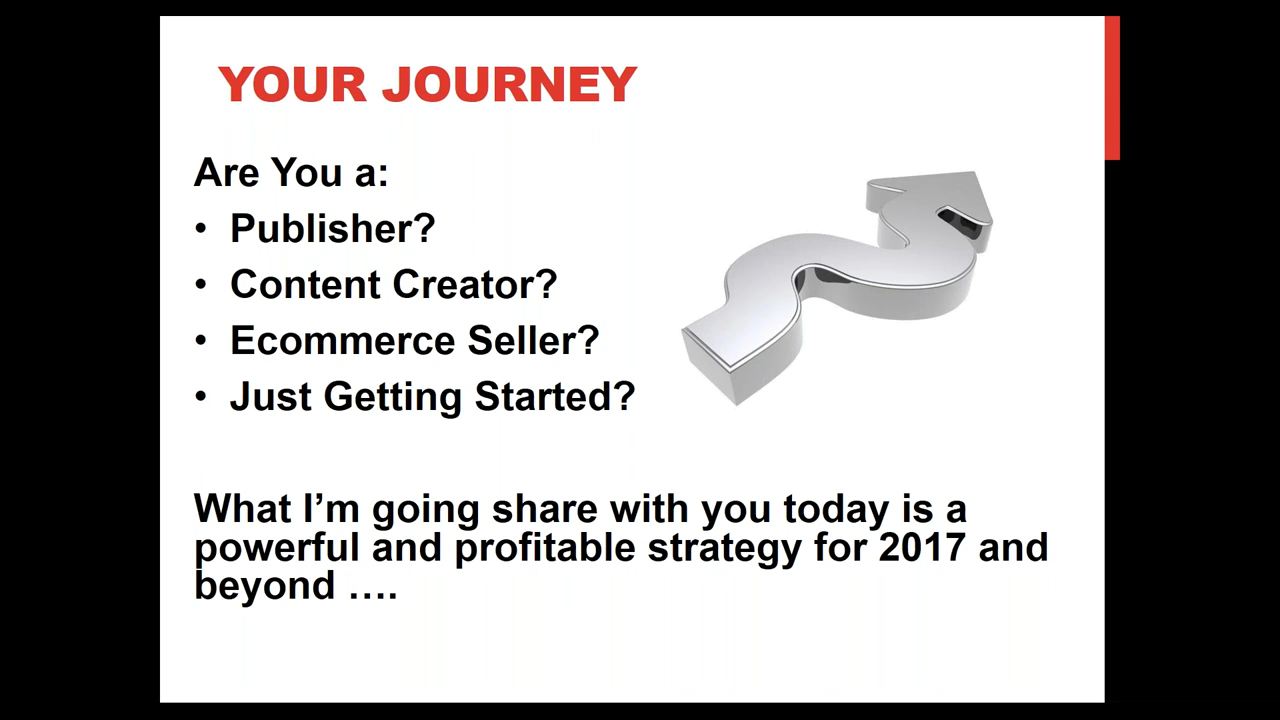 YOUR JOURNEY
Are You a:
• Publisher?
• Content Creator?
• Ecommerce Seller?
• Just Getting Started?
What I’m going share with you today is a
powerful and profitable strategy for 2017 and
beyond ….